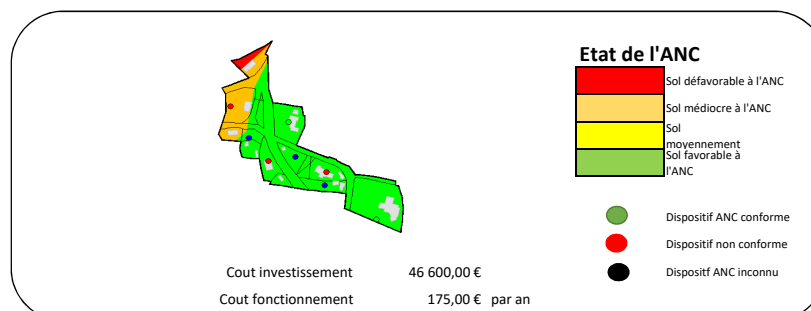 Etat de l'ANC
Sol défavorable à l'ANC
Sol médiocre à l'ANC
Sol
moyennement
Sol favorable à
l'ANC
Dispositif ANC conforme
Dispositif non conforme
Dispositif ANC inconnu
Cout investissement 46 600,00 €
Cout fonctionnement 175,00 € par an